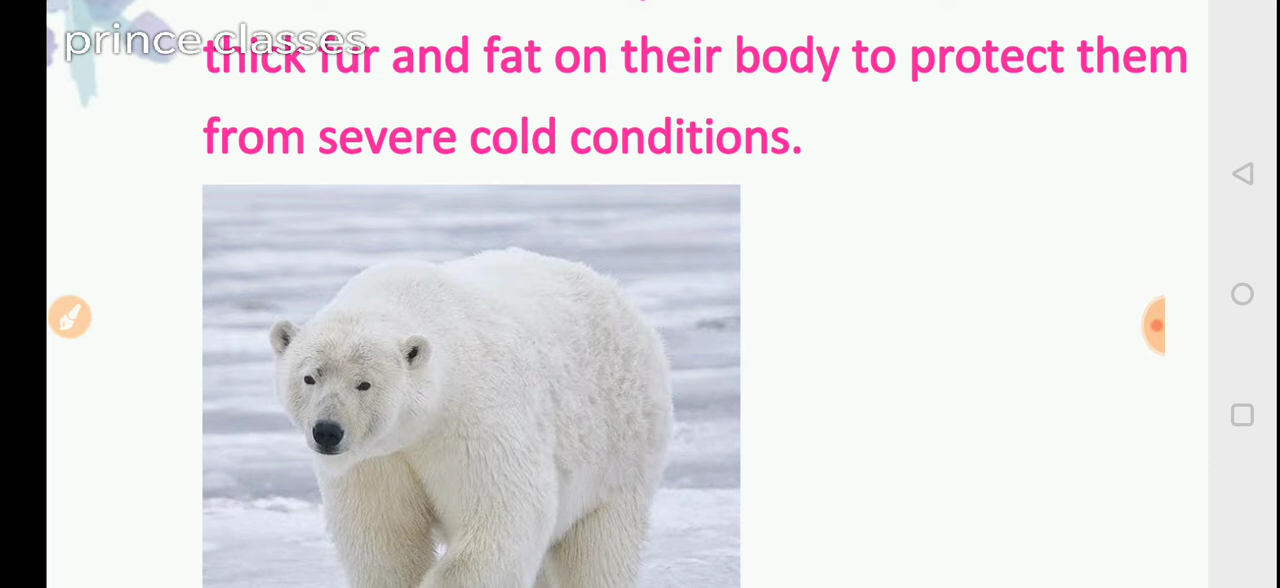 prince classes
thick fur and fat on their body to protect them
from severe cold conditions.